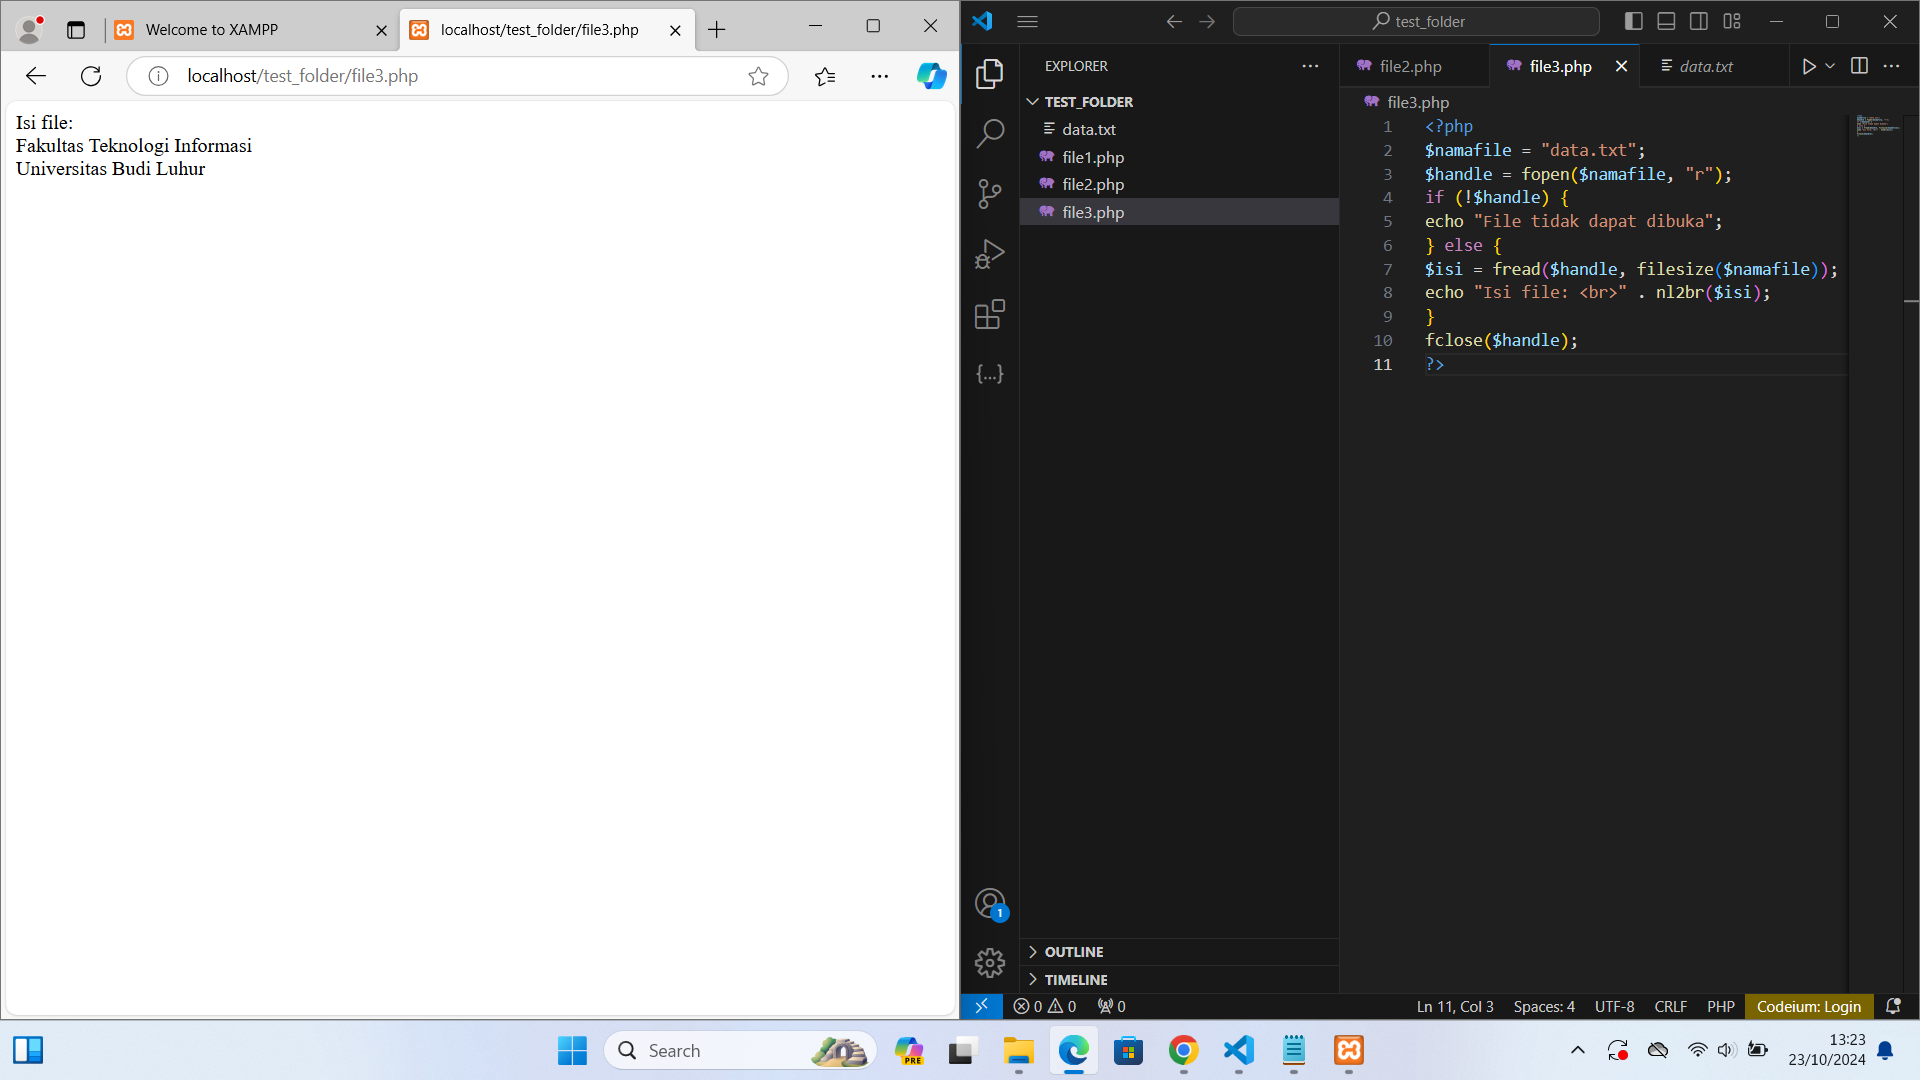 Welcome to XAMPP
localhost/test_folder/file3.php
localhost/test_folder/file3.php
Isi file:
Fakultas Teknologi Informasi
Universitas Budi Luhur
test_folder
EXPLORER
TEST_FOLDER
data.txt
file1.php
file2.php
file3.php
OUTLINE
TIMELINE
file2.php
file3.php
data.txt
file3.php
1 <?php
2 $namafile = "data.txt";
3 $handle = fopen($namafile, "r");
4 if (!$handle) {
5 echo "File tidak dapat dibuka";
6 } else {
7 $isi = fread($handle, filesize($namafile));
8 echo "Isi file: <br>" . nl2br($isi);
9 }
10 fclose($handle);
11 ?>
{...}
1
0 0 0
Ln 11, Col 3 Spaces: 4 UTF-8 CRLF PHP Codeium: Login
Search
PRE
13:23
23/10/2024